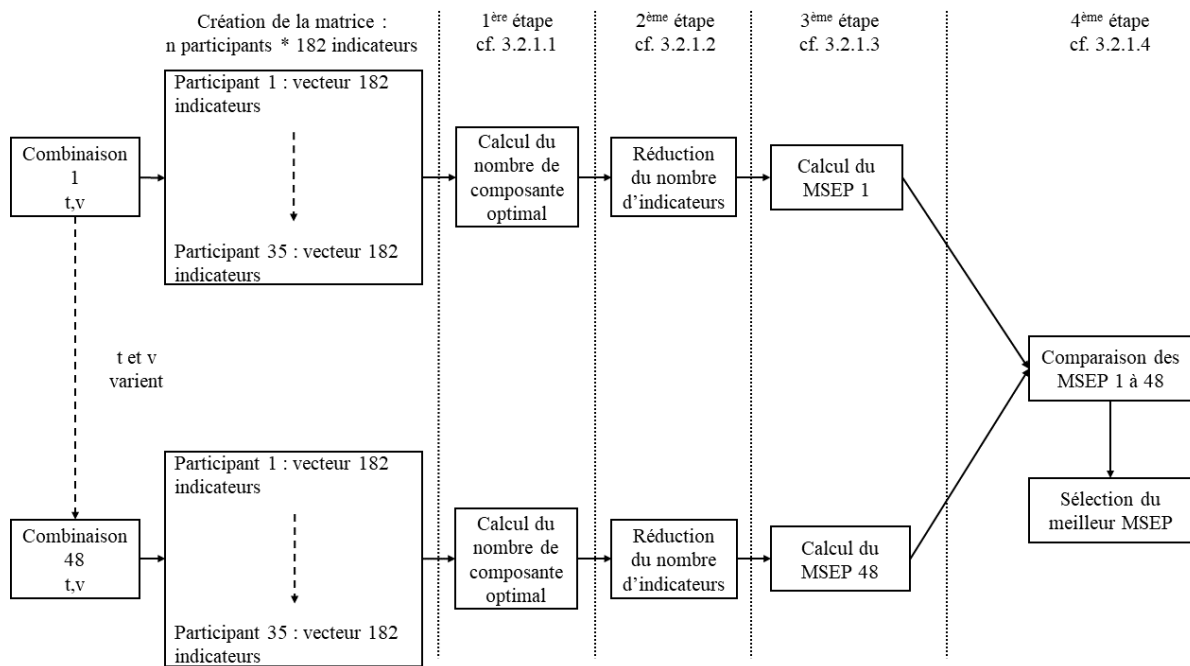 Création de la matrice :
n participants * 182 indicateurs
1ère étape
cf. 3.2.1.1
2ème étape
cf. 3.2.1.2
3ème étape
cf. 3.2.1.3
4ème étape
cf. 3.2.1.4
Combinaison
1
t,v
Participant 1 : vecteur 182
indicateurs
Participant 35 : vecteur 182
indicateurs
Calcul du
nombre de
composante
optimal
Réduction
du nombre
d’indicateurs
Calcul du
MSEP 1
t et v
varient
Comparaison des
MSEP 1 à 48
Sélection du
meilleur MSEP
Combinaison
48
t,v
Participant 1 : vecteur 182
indicateurs
Participant 35 : vecteur 182
indicateurs
Calcul du
nombre de
composante
optimal
Réduction
du nombre
d’indicateurs
Calcul du
MSEP 48